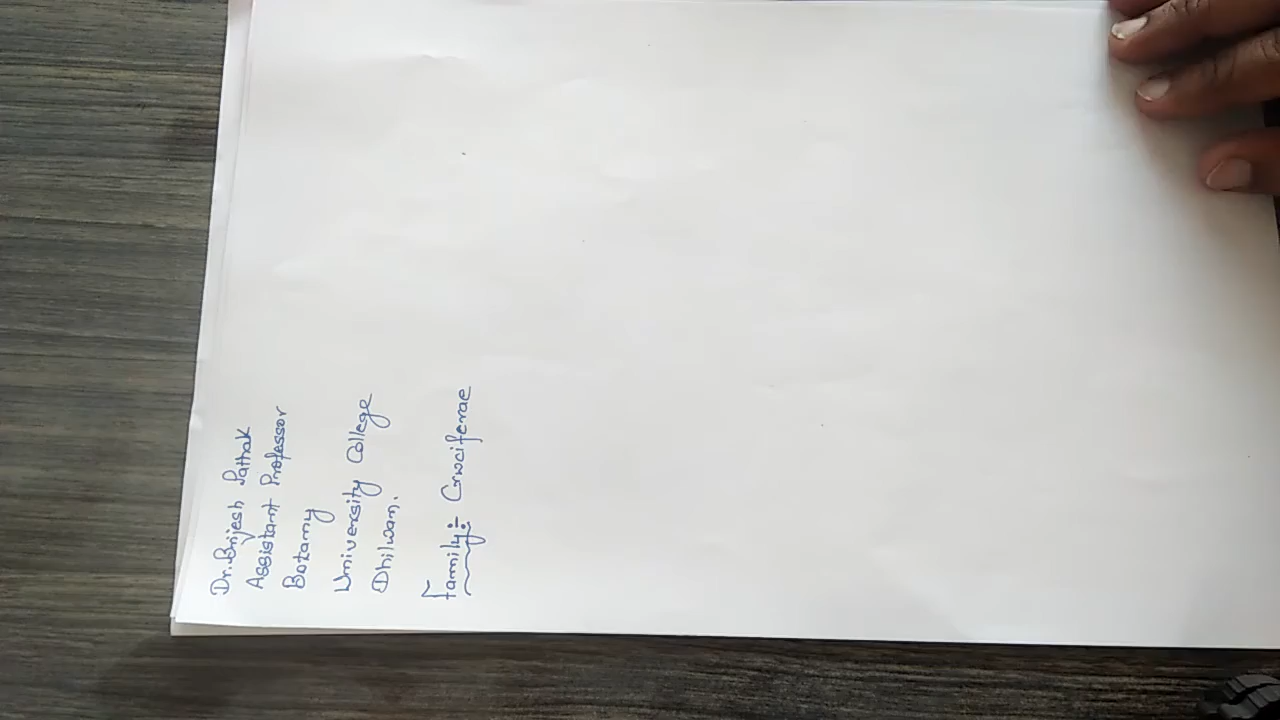 Dr. Brijesh Pathak
Assistant Professor
Botany
University College
Dhilwan.
Family:- Cruciferae